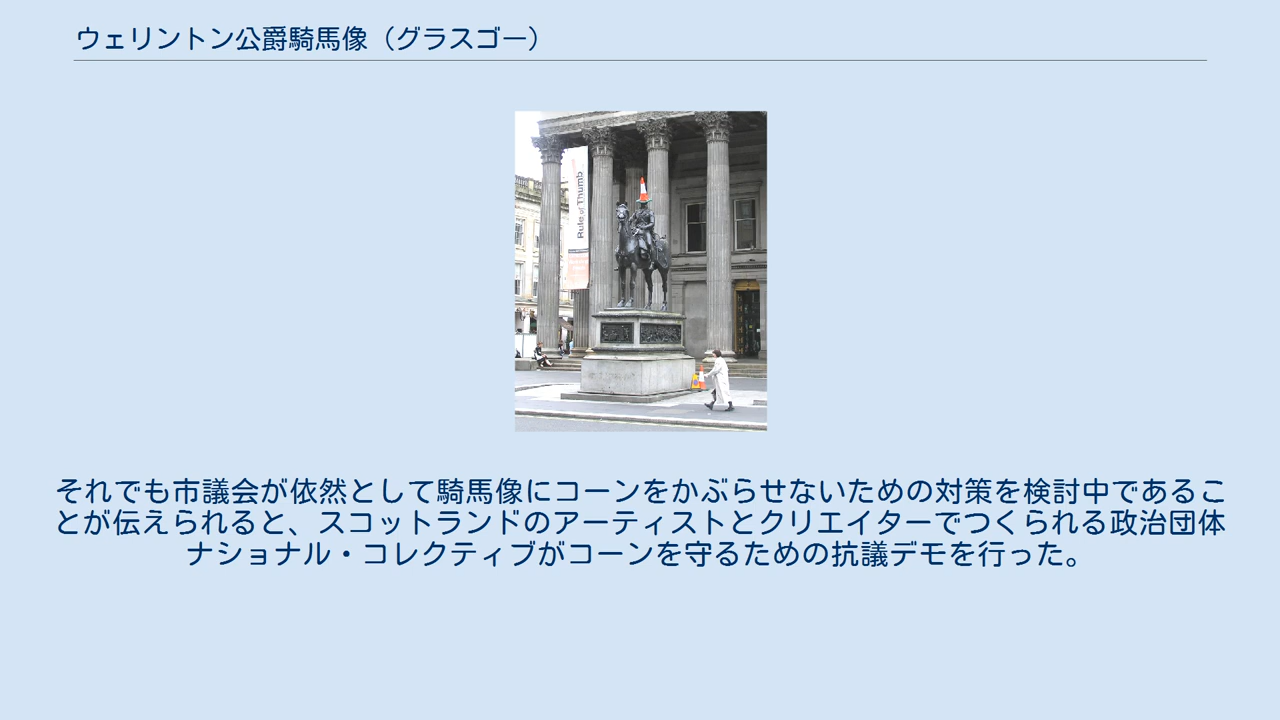 ウェリントン公爵騎馬像（グラスゴー）
Rule of Thumb
それでも市議会が依然として騎馬像にコーンをかぶらせないための対策を検討中であるこ
とが伝えられると、スコットランドのアーティストとクリエイターでつくられる政治団体
ナショナル・コレクティブがコーンを守るための抗議デモを行った。